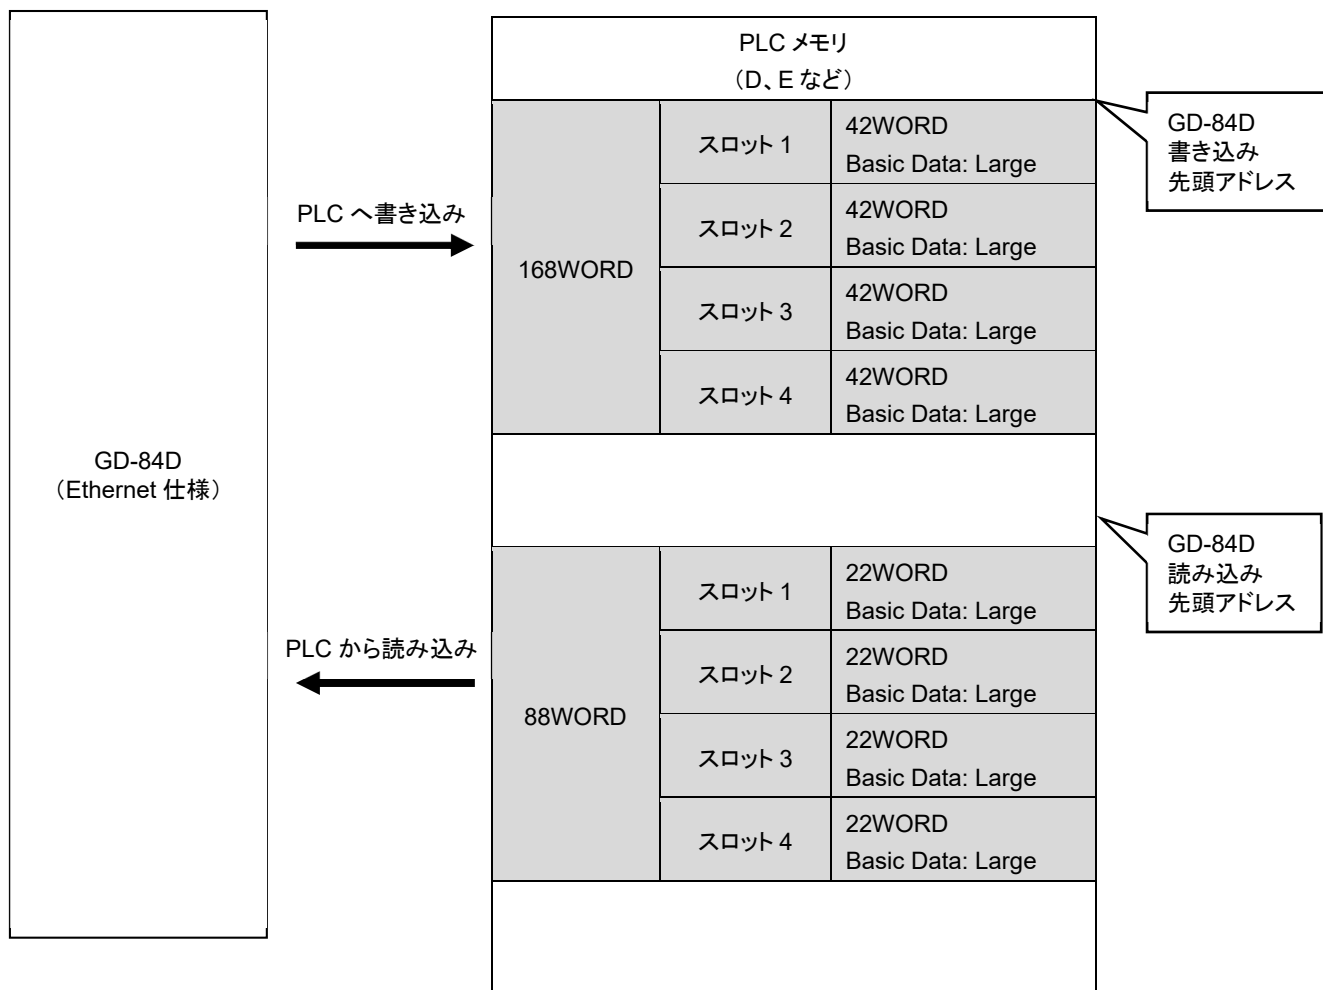 PLC メモリ
（D、E など）
GD-84D
（Ethernet 仕様）
PLC へ書き込み
168WORD
スロット 1
42WORD
Basic Data: Large
スロット 2
42WORD
Basic Data: Large
スロット 3
42WORD
Basic Data: Large
スロット 4
42WORD
Basic Data: Large
GD-84D
書き込み
先頭アドレス
PLC から読み込み
88WORD
スロット 1
22WORD
Basic Data: Large
スロット 2
22WORD
Basic Data: Large
スロット 3
22WORD
Basic Data: Large
スロット 4
22WORD
Basic Data: Large
GD-84D
読み込み
先頭アドレス